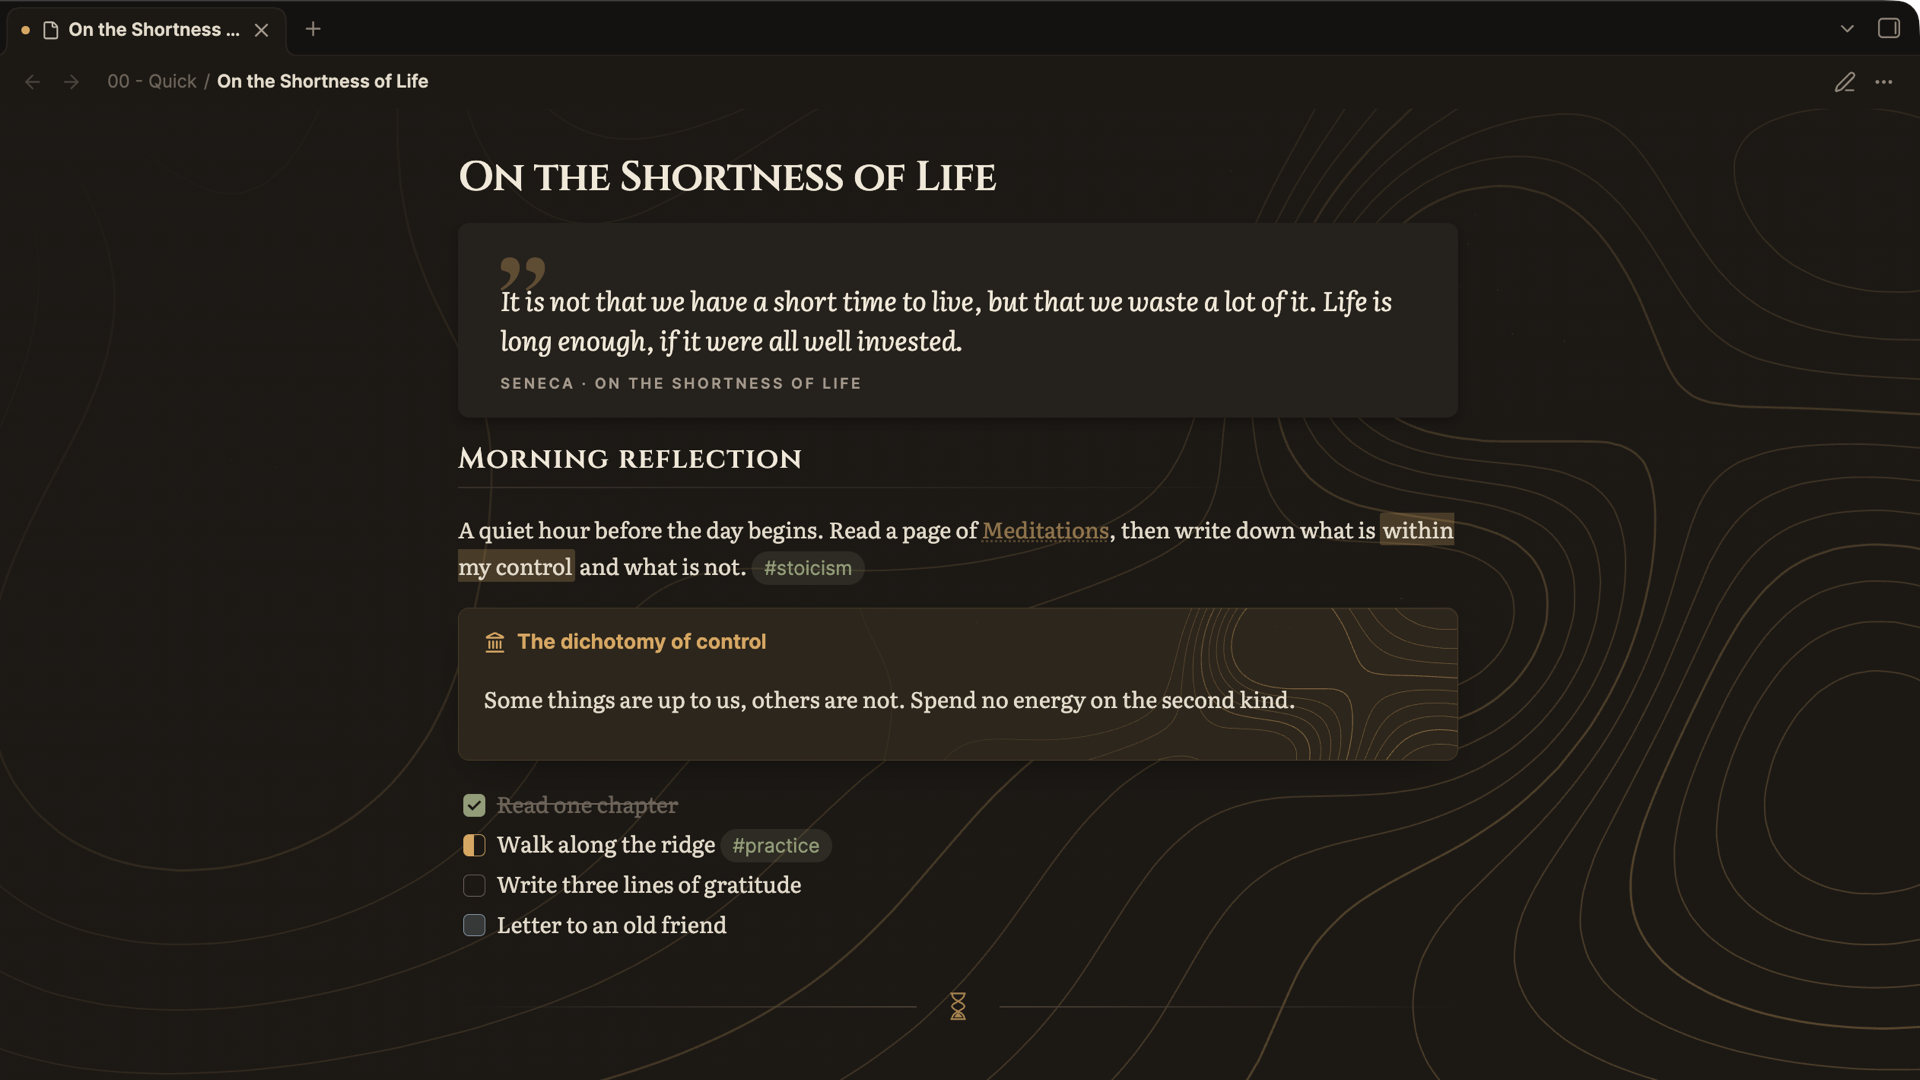 On the Shortness ...
00 - Quick / On the Shortness of Life
On the Shortness of Life
It is not that we have a short time to live, but that we waste a lot of it. Life is
long enough, if it were all well invested.
SENECA · ON THE SHORTNESS OF LIFE
Morning reflection
A quiet hour before the day begins. Read a page of Meditations, then write down what is within
my control and what is not. #stoicism
The dichotomy of control
Some things are up to us, others are not. Spend no energy on the second kind.
Read one chapter
Walk along the ridge #practice
Write three lines of gratitude
Letter to an old friend